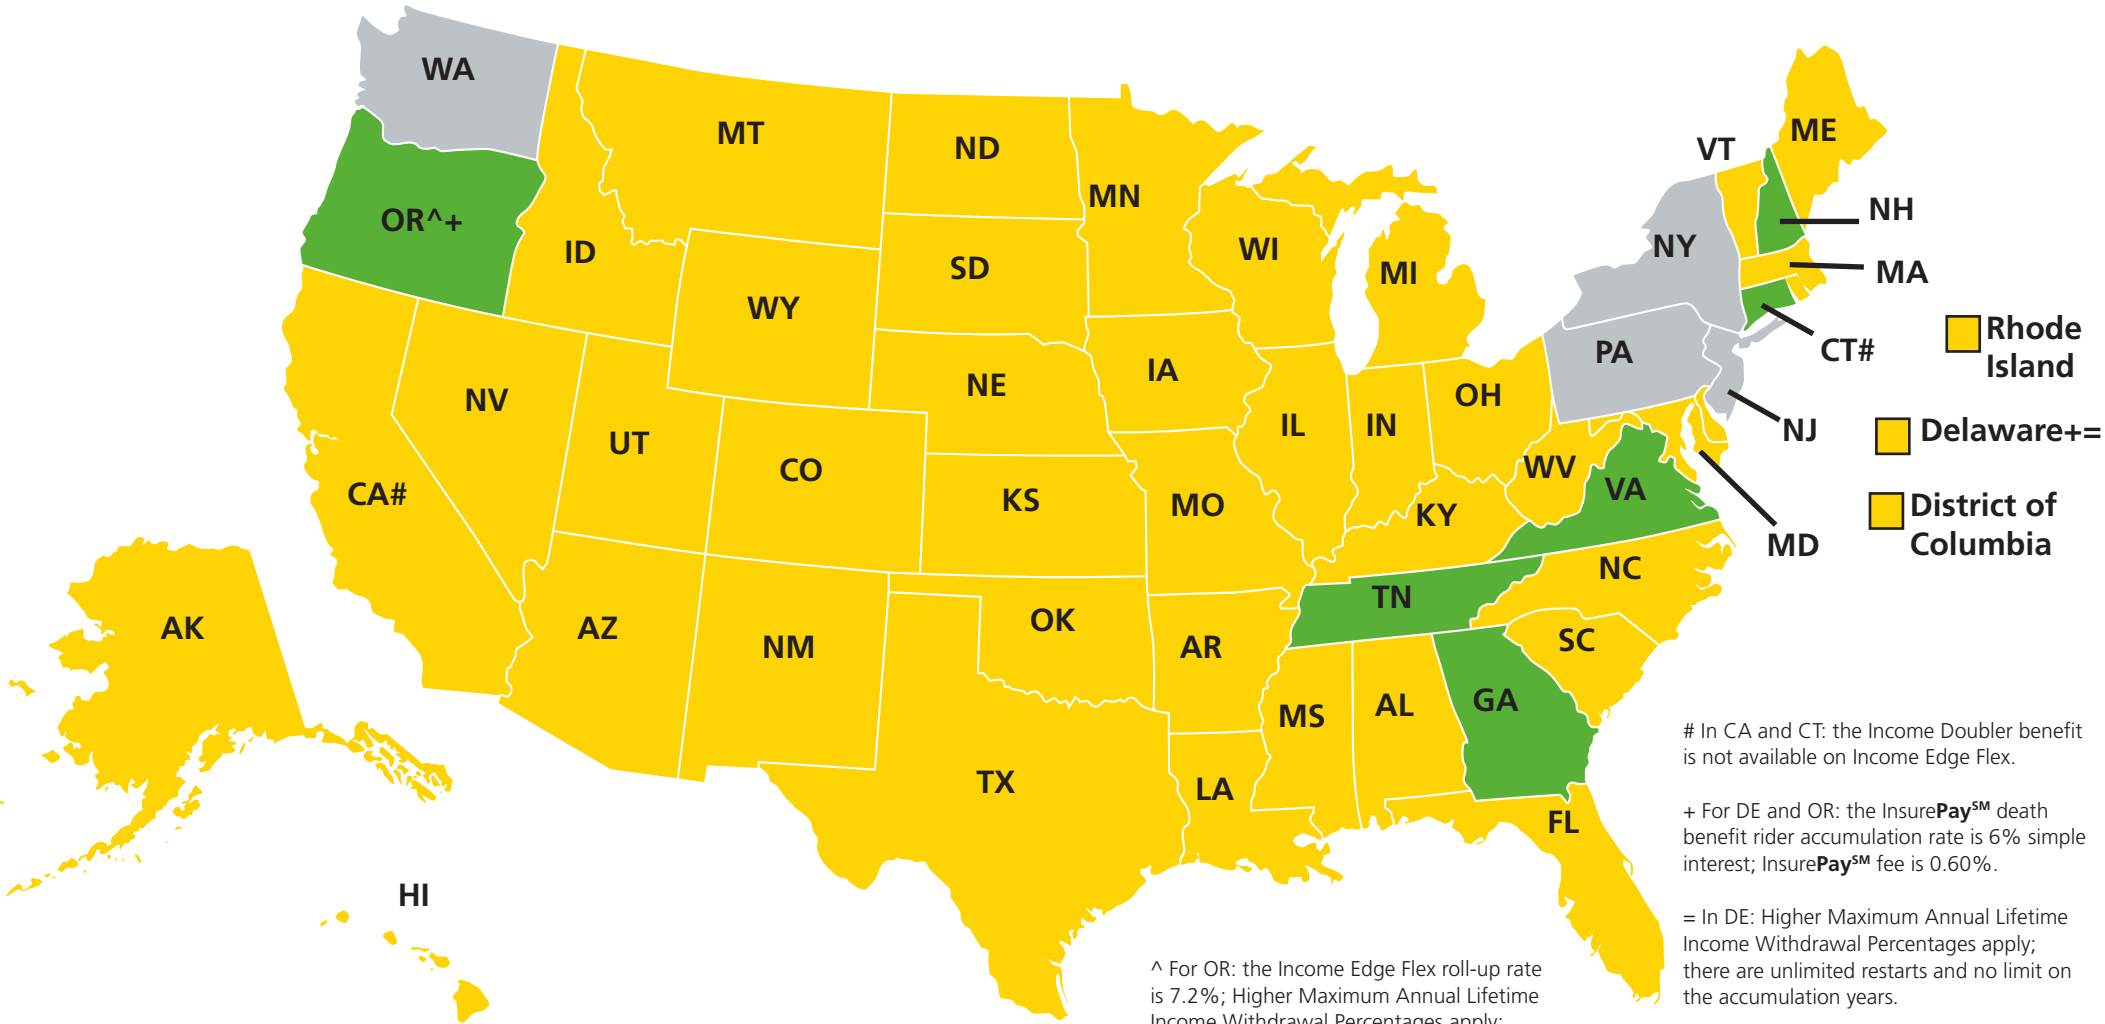 WA
MT
ND
MN
OR^+
ID
SD
WI
MI
WY
VT
ME
NH
NY
MA
CT#
Rhode
Island
PA
NJ
Delaware+=
NV
UT
NE
IA
IL
IN
OH
CA#
CO
KS
MO
WV
VA
KY
District of
Columbia
MD
NC
TN
AK
AZ
NM
OK
AR
SC
MS
AL
GA
TX
LA
FL
HI
# In CA and CT: the Income Doubler benefit
is not available on Income Edge Flex.
+ For DE and OR: the InsurePay℠ death
benefit rider accumulation rate is 6% simple
interest; InsurePay℠ fee is 0.60%.
= In DE: Higher Maximum Annual Lifetime
Income Withdrawal Percentages apply;
there are unlimited restarts and no limit on
the accumulation years.
^ For OR: the Income Edge Flex roll-up rate
is 7.2%; Higher Maximum Annual Lifetime
Income Withdrawal Percentages apply;